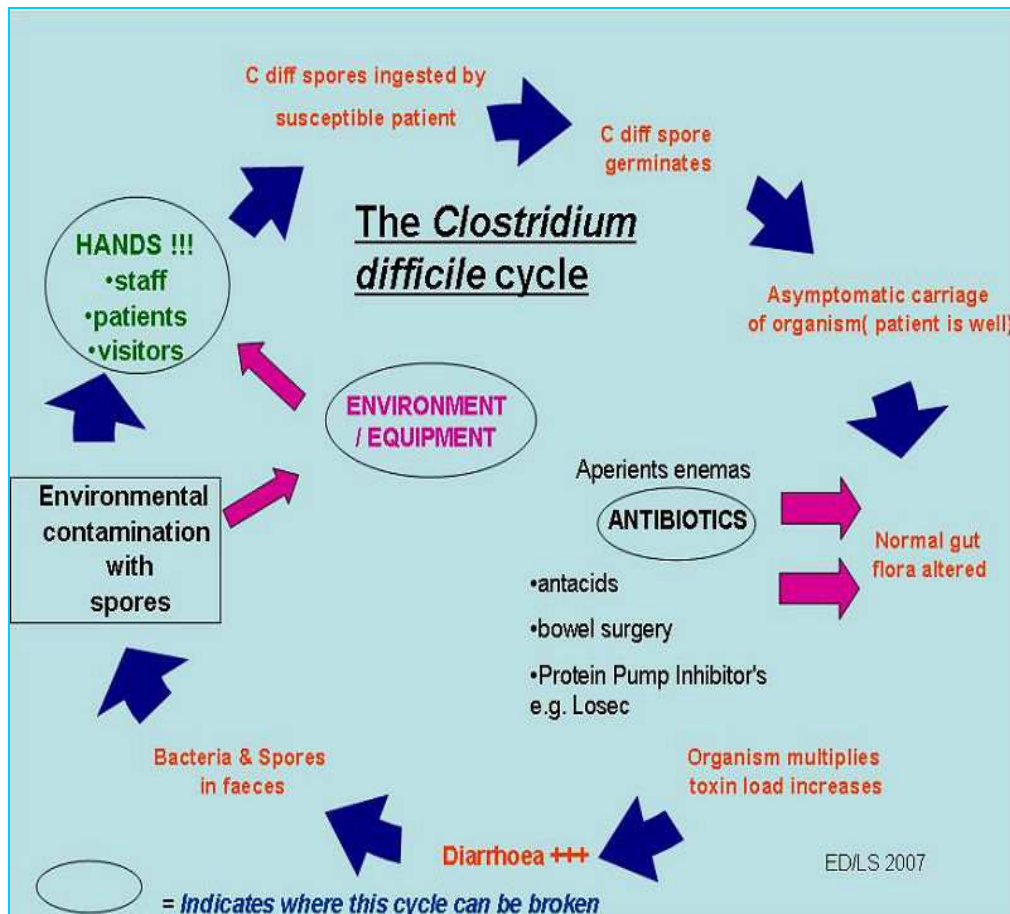 The Clostridium
difficile cycle
C diff spores ingested by
susceptible patient
C diff spore
germinates
Asymptomatic carriage
of organism( patient is well)
Normal gut
flora altered
Aperients enemas
ANTIBIOTICS
•antacids
•bowel surgery
•Protein Pump Inhibitor's
e.g. Losec
Organism multiplies
toxin load increases
Diarrhoea +++
Bacteria & Spores
in faeces
Environmental
contamination
with
spores
ENVIRONMENT
/ EQUIPMENT
HANDS !!!
•staff
•patients
•visitors
ED/LS 2007
= Indicates where this cycle can be broken